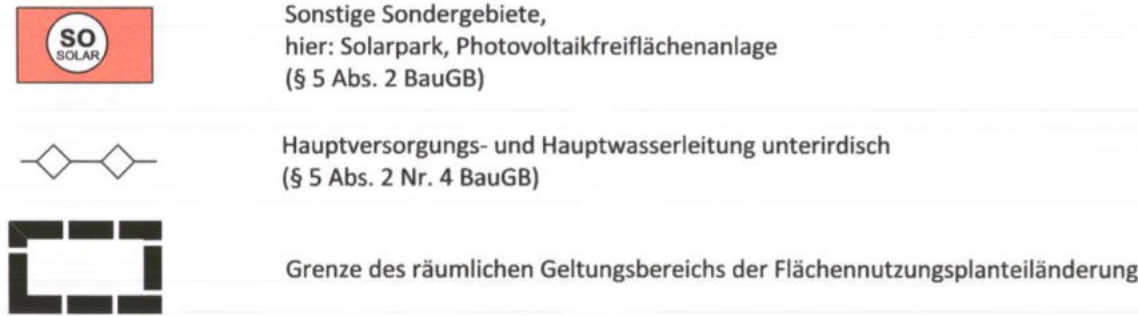 SO
SOLAR
Sonstige Sondergebiete,
hier: Solarpark, Photovoltaikfreiflächenanlage
(§ 5 Abs. 2 BauGB)
Hauptversorgungs- und Hauptwasserleitung unterirdisch
(§ 5 Abs. 2 Nr. 4 BauGB)
Grenze des räumlichen Geltungsbereichs der Flächennutzungsplanteiländerung